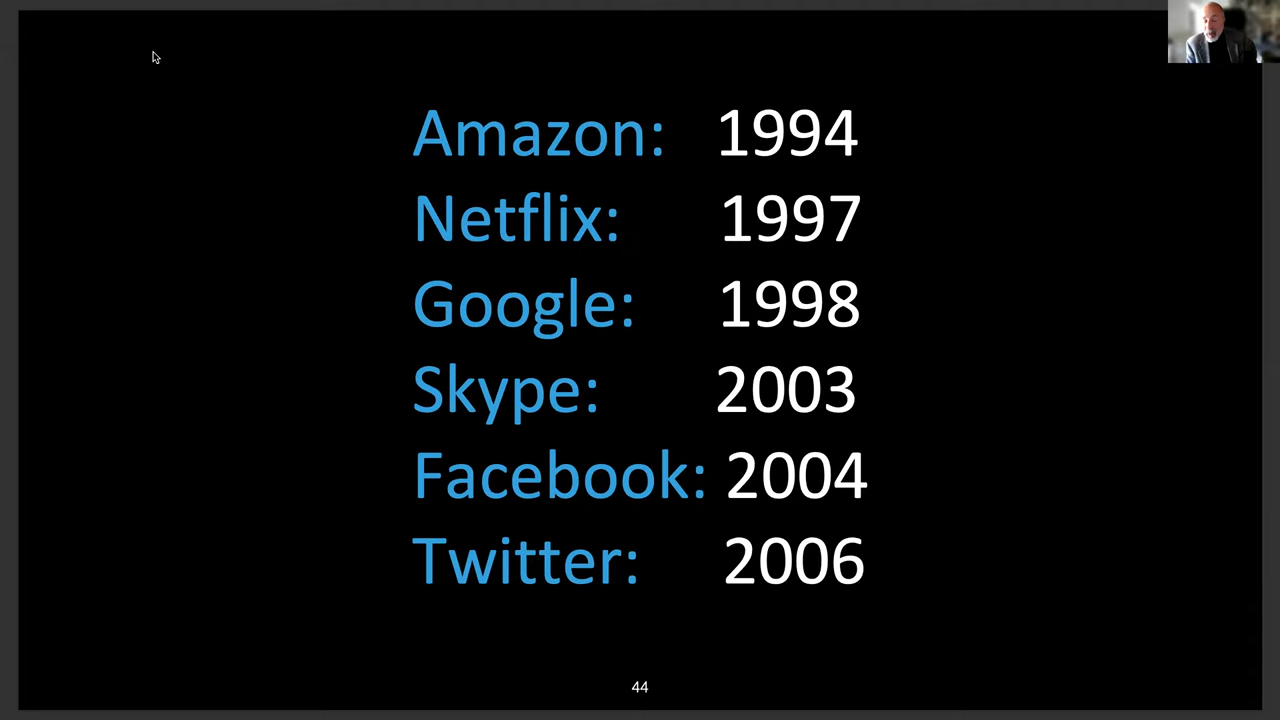 Amazon: 1994
Netflix: 1997
Google: 1998
Skype: 2003
Facebook: 2004
Twitter: 2006
44